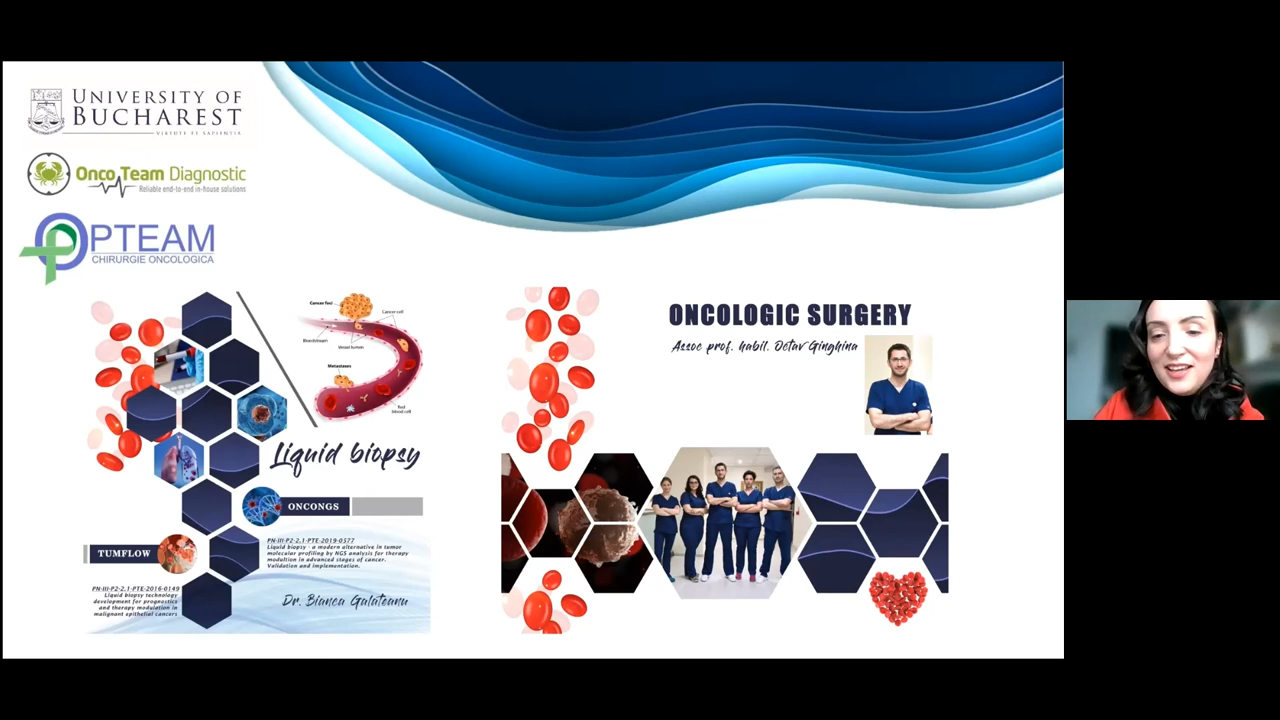 UNIVERSITY OF
BUCHAREST
VIRTUTE ET SAPIENTIA
Onco Team Diagnostic
Reliable end-to-end in-house solutions
OPTEAM
CHIRURGIE ONCOLOGICA
Cancer foci
Cancer cell
Bloodstream
Vessel lumen
Metastases
Red
blood cell
Liquid biopsy
ONCONGS
PN-III-P2-2.1-PTE-2019-0577
Liquid biopsy - a modern alternative in tumor
molecular profiling by NGS analysis for therapy
modultion in advanced stages of cancer.
Validation and implementation.
TUMFLOW
PN-III-P2-2.1-PTE-2016-0149
Liquid biopsy technology
development for prognostics
and therapy modulation in
malignant epithelial cancers
Dr. Bianca Galateanu
ONCOLOGIC SURGERY
Assoc prof. habil. Octav Ginghina